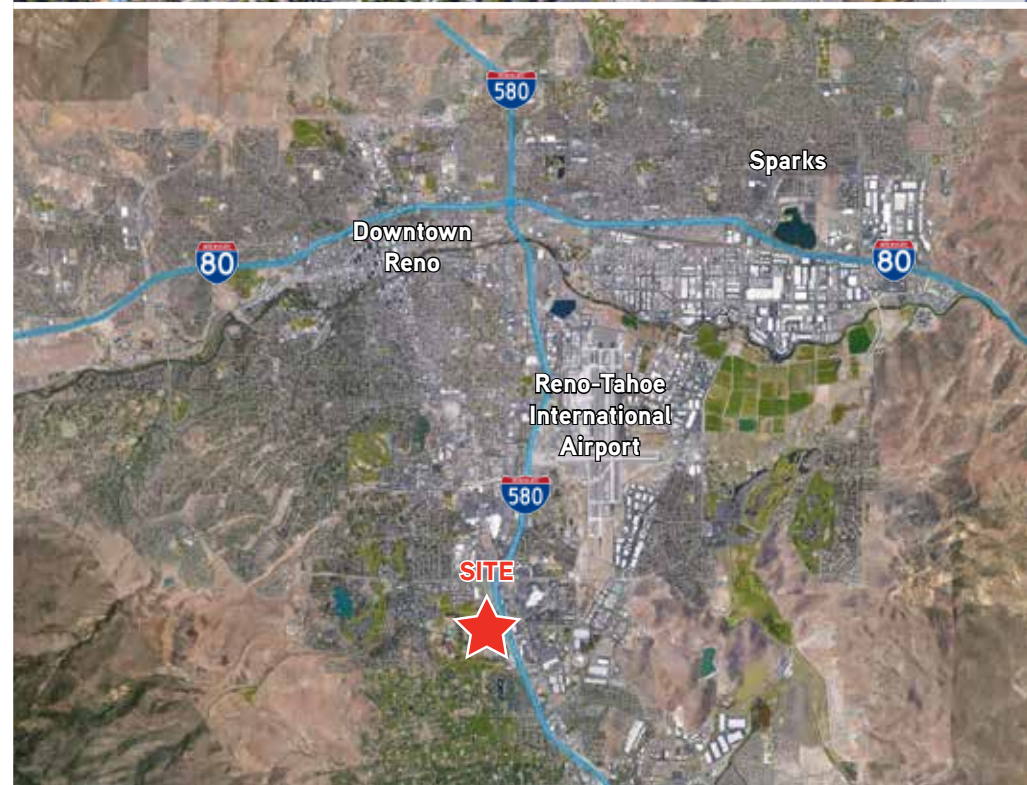 580
Sparks
Downtown
Reno
80
80
Reno-Tahoe
International
Airport
580
SITE